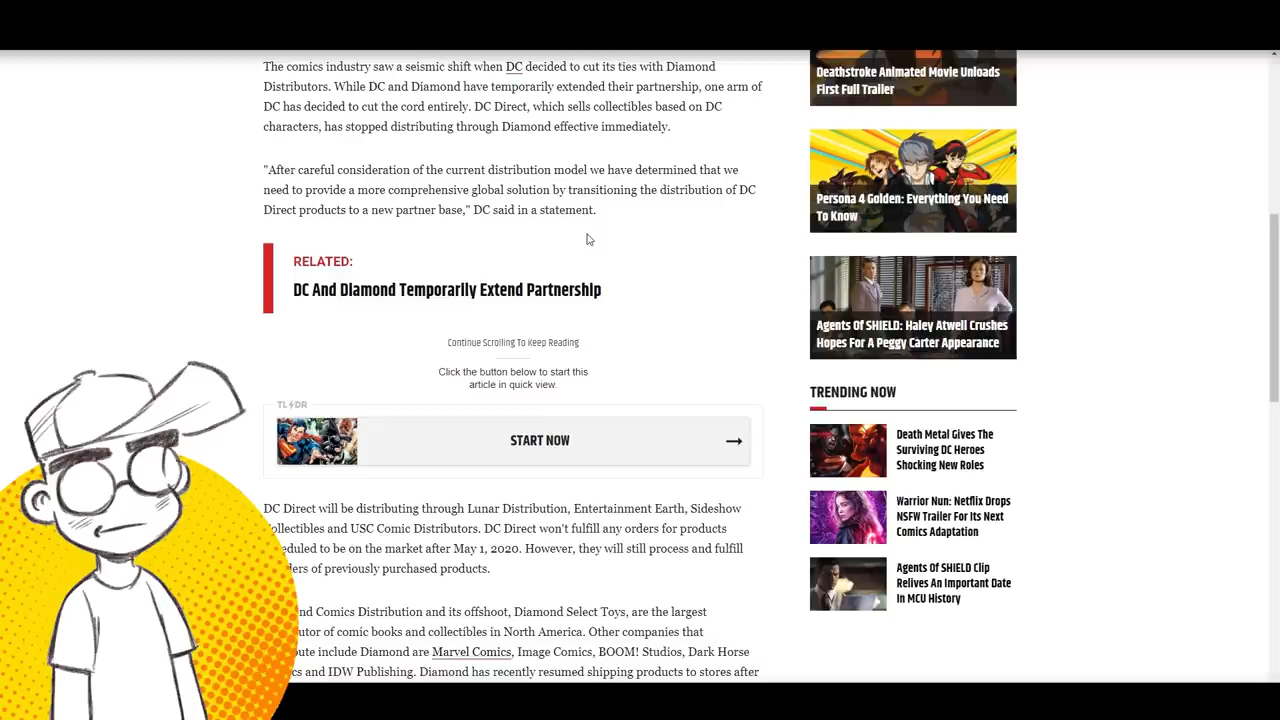 The comics industry saw a seismic shift when DC decided to cut its ties with Diamond
Distributors. While DC and Diamond have temporarily extended their partnership, one arm of
DC has decided to cut the cord entirely. DC Direct, which sells collectibles based on DC
characters, has stopped distributing through Diamond effective immediately.
"After careful consideration of the current distribution model we have determined that we
need to provide a more comprehensive global solution by transitioning the distribution of DC
Direct products to a new partner base," DC said in a statement.
RELATED:
DC And Diamond Temporarily Extend Partnership
Continue Scrolling To Keep Reading
Click the button below to start this
article in quick view.
TL DR
START NOW
DC Direct will be distributing through Lunar Distribution, Entertainment Earth, Sideshow
ollectibles and USC Comic Distributors. DC Direct won't fulfill any orders for products
eduled to be on the market after May 1, 2020. However, they will still process and fulfill
ers of previously purchased products.
nd Comics Distribution and its offshoot, Diamond Select Toys, are the largest
utor of comic books and collectibles in North America. Other companies that
ute include Diamond are Marvel Comics, Image Comics, BOOM! Studios, Dark Horse
cs and IDW Publishing. Diamond has recently resumed shipping products to stores after
Deathstroke Animated Movie Unloads
First Full Trailer
Persona 4 Golden: Everything You Need
To Know
Agents Of SHIELD: Haley Atwell Crushes
Hopes For A Peggy Carter Appearance
TRENDING NOW
Death Metal Gives The
Surviving DC Heroes
Shocking New Roles
Warrior Nun: Netflix Drops
NSFW Trailer For Its Next
Comics Adaptation
Agents Of SHIELD Clip
Relives An Important Date
In MCU History